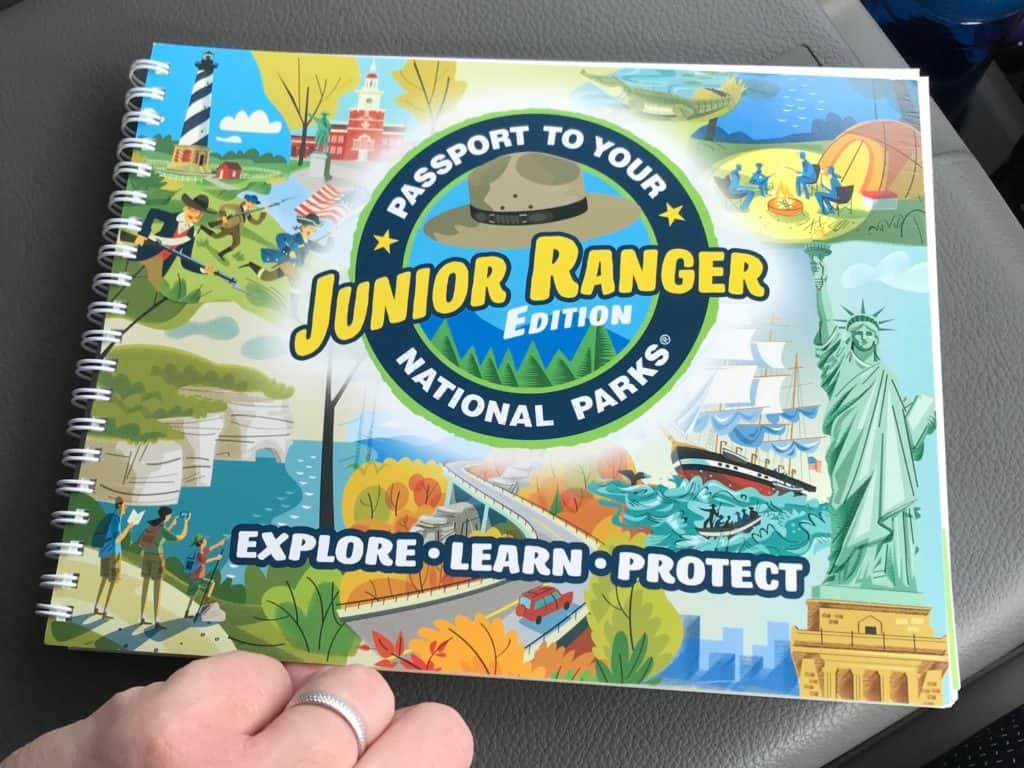 PASSPORT TO YOUR
JUNIOR RANGER
EDITION
NATIONAL PARKS®
EXPLORE • LEARN • PROTECT